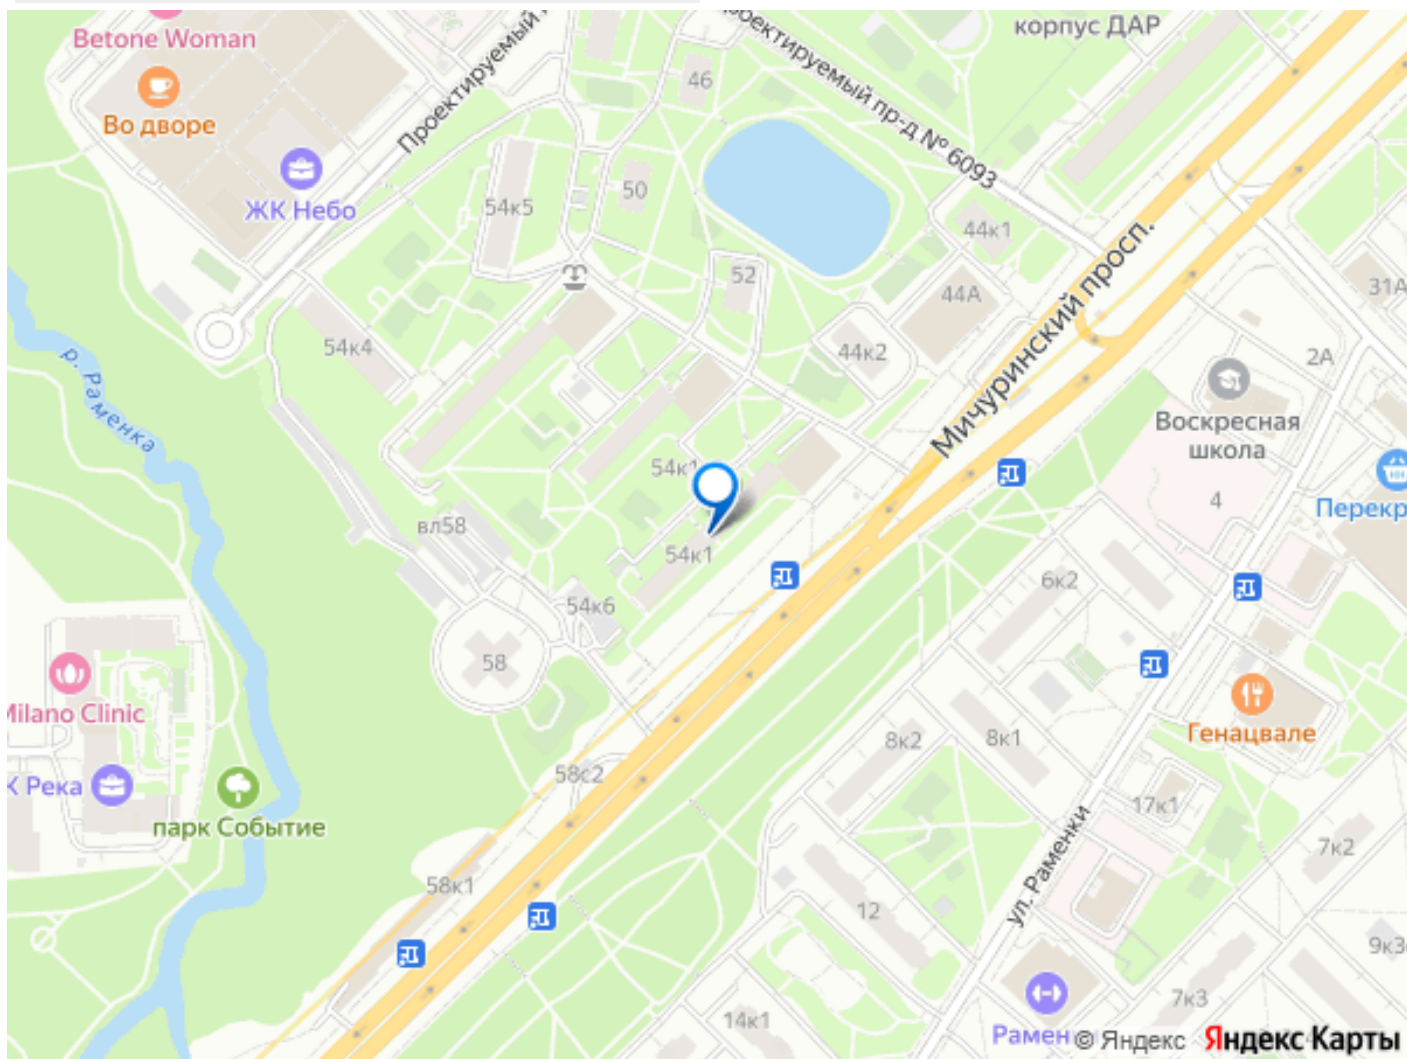 Betone Woman
Во дворе
ЖК Небо
Проектируемый
46
корпус ДАР
проектируемый пр-д № 6093
50
54к5
52
44к1
44А
44к2
Мичуринский просп.
31А
2А
Воскресная
школа
4
р. Раменка
54к4
54к1
вл58
54к1
54к6
58
6к2
Milano Clinic
Генацвале
К Река
парк Событие
58с2
8к2
8к1
17к1
7к2
ул. Раменки
58к1
12
9к3
7к3
14к1
© Яндекс
Яндекс Карты